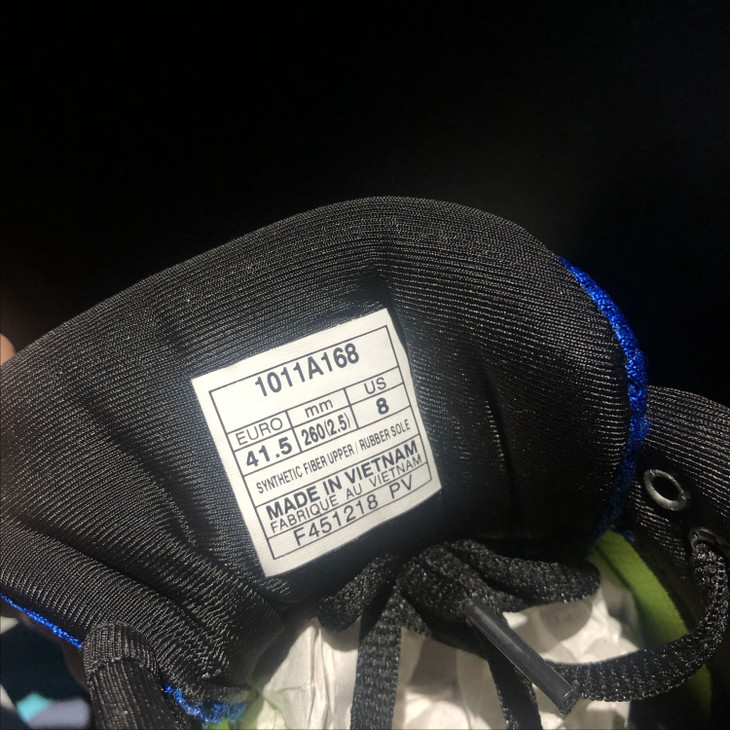 1011A168
EURO mm US
41.5 260(2.5) 8
SYNTHETIC FIBER UPPER / RUBBER SOLE
MADE IN VIETNAM
FABRIQUE AU VIETNAM
F451218 PV